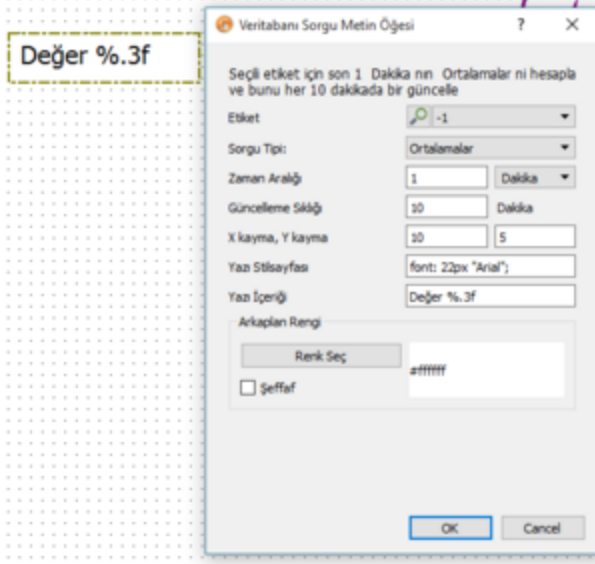 Değer %.3f
Veritabanı Sorgu Metin Öğesi
Seçili etiket için son 1 Dakika nın Ortalamalar ni hesapla
ve bunu her 10 dakikada bir güncelle
Etiket -1
Sorgu Tipi: Ortalamalar
Zaman Aralığı 1 Dakika
Güncelleme Sıklığı 10 Dakika
X kayma, Y kayma 10 5
Yazı Stilsayfası font: 22px "Arial";
Yazı İçeriği Değer %.3f
Arkaplan Rengi
Renk Seç #ffffff
Şeffaf
OK Cancel